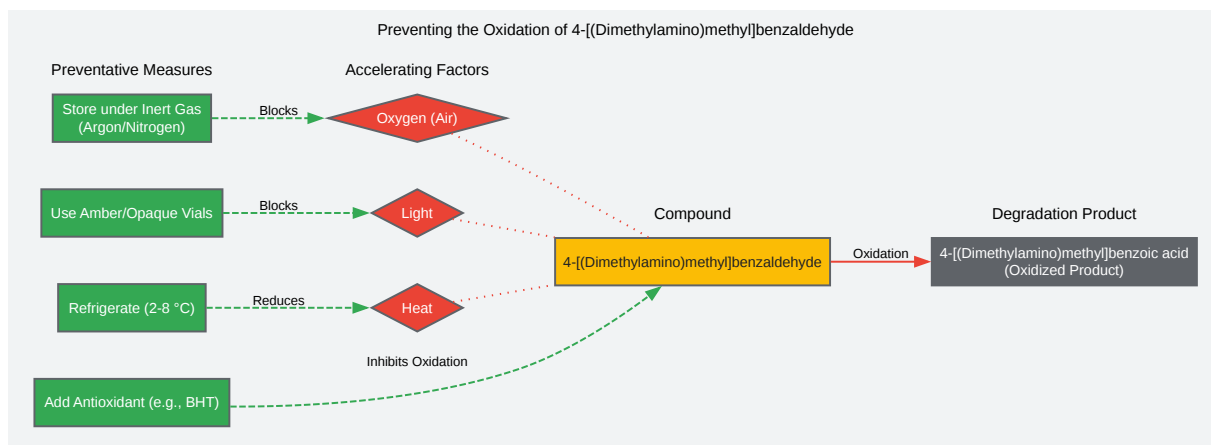 Preventing the Oxidation of 4-[(Dimethylamino)methyl]benzaldehyde
Preventative Measures
Accelerating Factors
Store under Inert Gas
(Argon/Nitrogen)
Blocks
Oxygen (Air)
Use Amber/Opaque Vials
Blocks
Light
Compound
Degradation Product
4-[(Dimethylamino)methyl]benzaldehyde
Oxidation
4-[(Dimethylamino)methyl]benzoic acid
(Oxidized Product)
Refrigerate (2-8 °C)
Reduces
Heat
Inhibits Oxidation
Add Antioxidant (e.g., BHT)